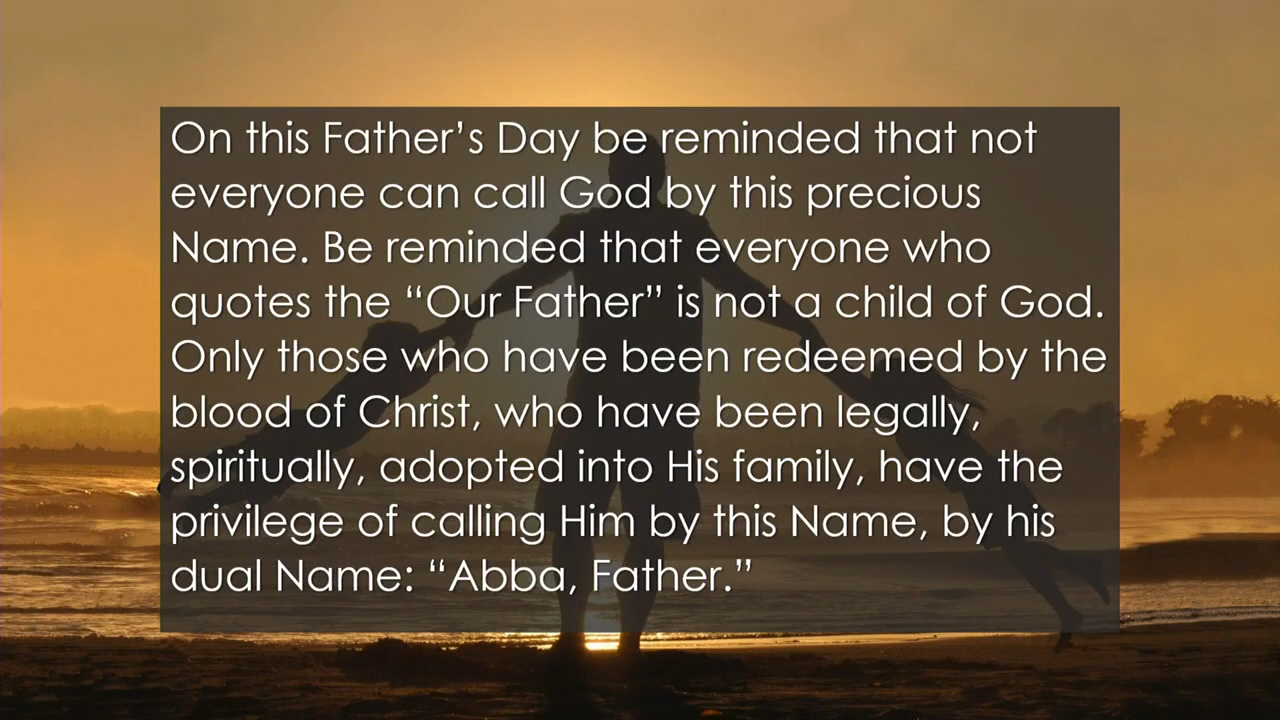 On this Father’s Day be reminded that not
everyone can call God by this precious
Name. Be reminded that everyone who
quotes the “Our Father” is not a child of God.
Only those who have been redeemed by the
blood of Christ, who have been legally,
spiritually, adopted into His family, have the
privilege of calling Him by this Name, by his
dual Name: “Abba, Father.”